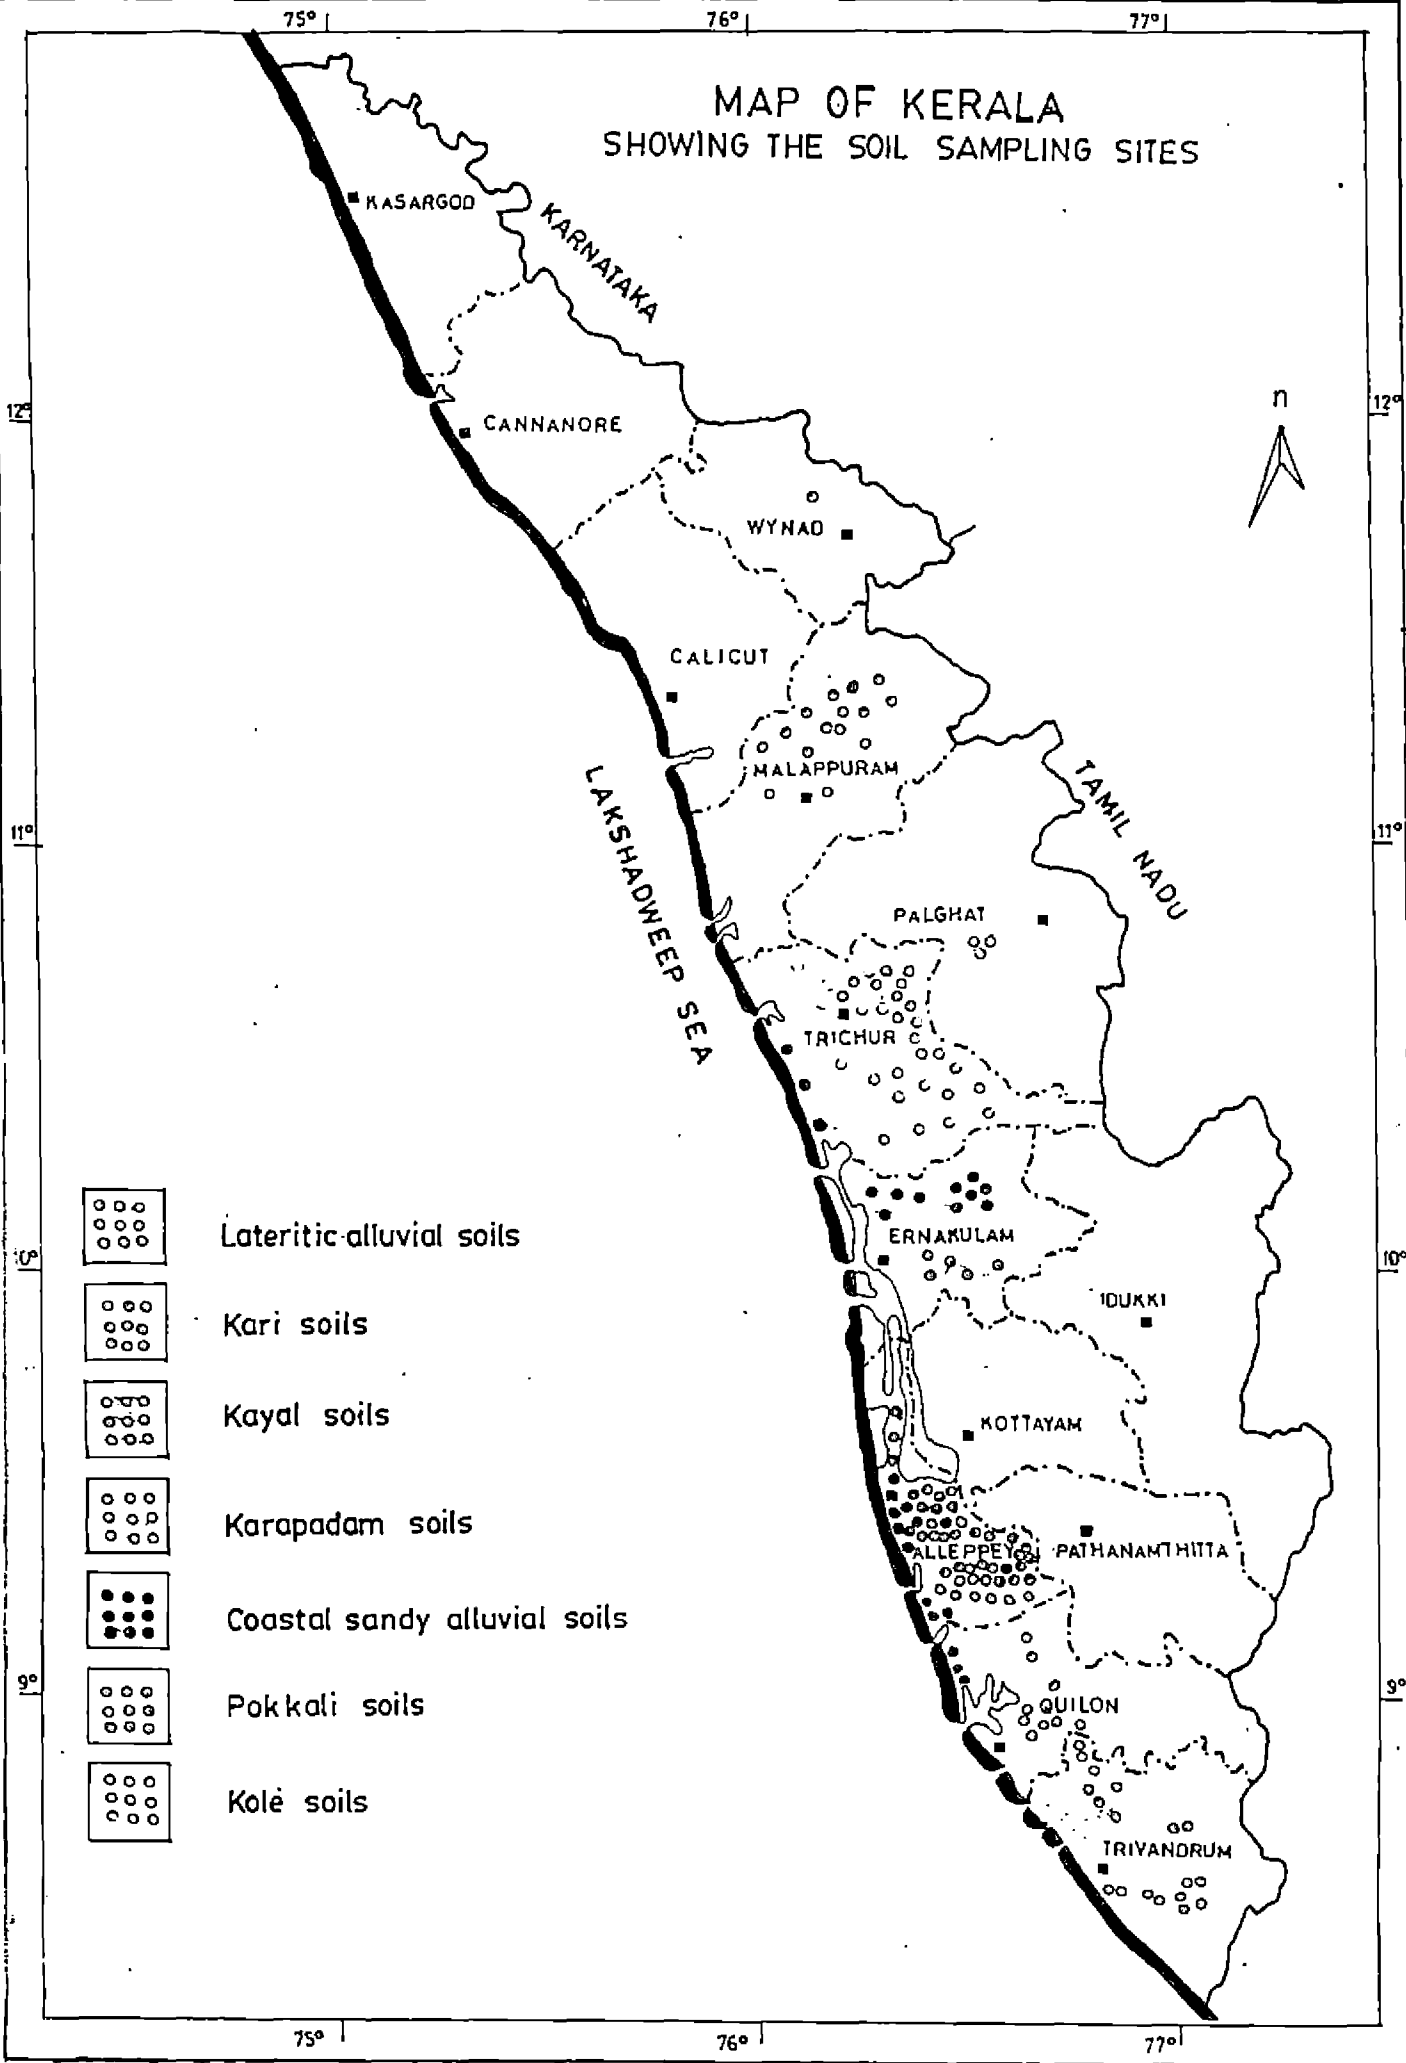 75° 76° 77°
MAP OF KERALA
SHOWING THE SOIL SAMPLING SITES
KASARGOD
KARNATAKA
12° 12°
n
CANNANORE
WYNAD
CALICUT
MALAPPURAM
TAMIL NADU
LAKSHADWEEP SEA
11° 11°
PALGHAT
TRICHUR
ERNAKULAM
Lateritic alluvial soils
10° 10°
IDUKKI
Kari soils
Kayal soils
KOTTAYAM
Karapadam soils
ALLEPPEY
PATHANAMTHITTA
Coastal sandy alluvial soils
9° 9°
Pokkali soils
QUILON
Kole soils
TRIVANDRUM
75° 76° 77°